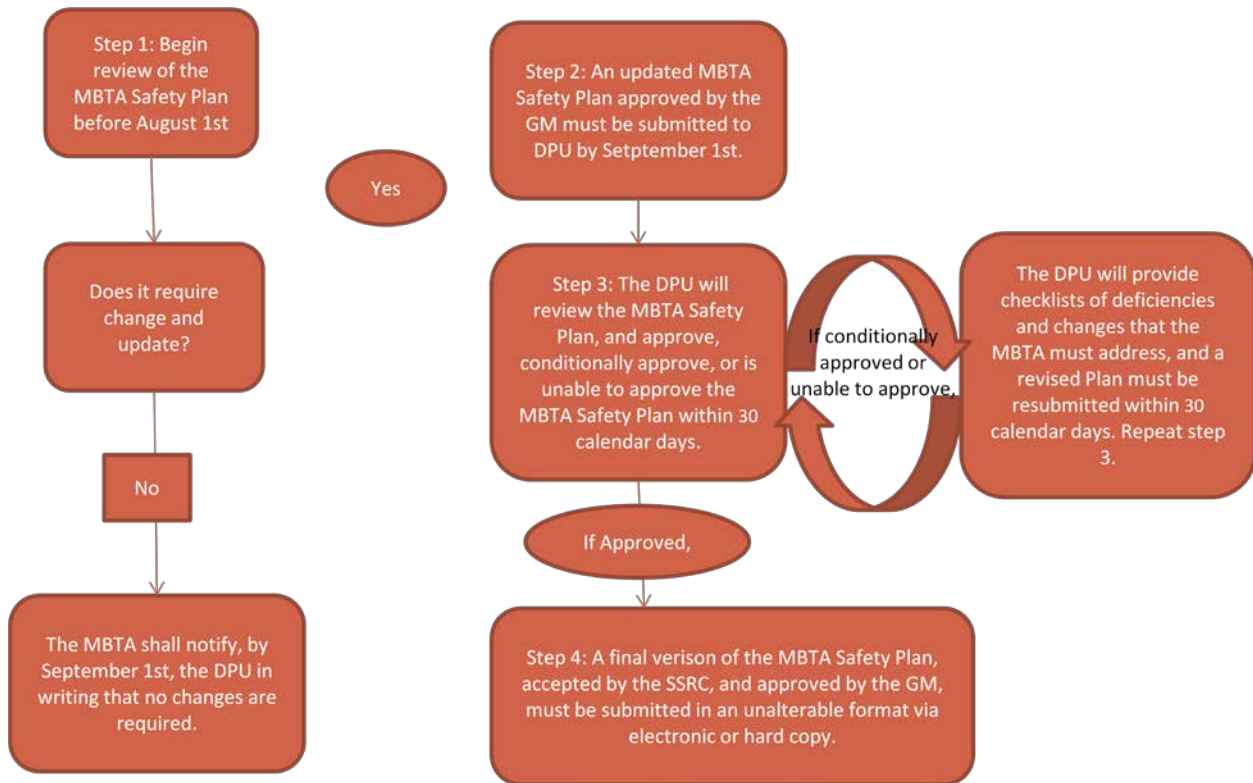 Step 1: Begin
review of the
MBTA Safety Plan
before August 1st
Does it require
change and
update?
No
The MBTA shall notify, by
September 1st, the DPU in
writing that no changes are
required.
Yes
Step 2: An updated MBTA
Safety Plan approved by the
GM must be submitted to
DPU by Setptember 1st.
Step 3: The DPU will
review the MBTA Safety
Plan, and approve,
conditionally approve, or is
unable to approve the
MBTA Safety Plan within 30
calendar days.
If conditionally
approved or
unable to approve,
The DPU will provide
checklists of deficiencies
and changes that the
MBTA must address, and a
revised Plan must be
resubmitted within 30
calendar days. Repeat step
3.
If Approved,
Step 4: A final verison of the MBTA Safety Plan,
accepted by the SSRC, and approved by the GM,
must be submitted in an unalterable format via
electronic or hard copy.